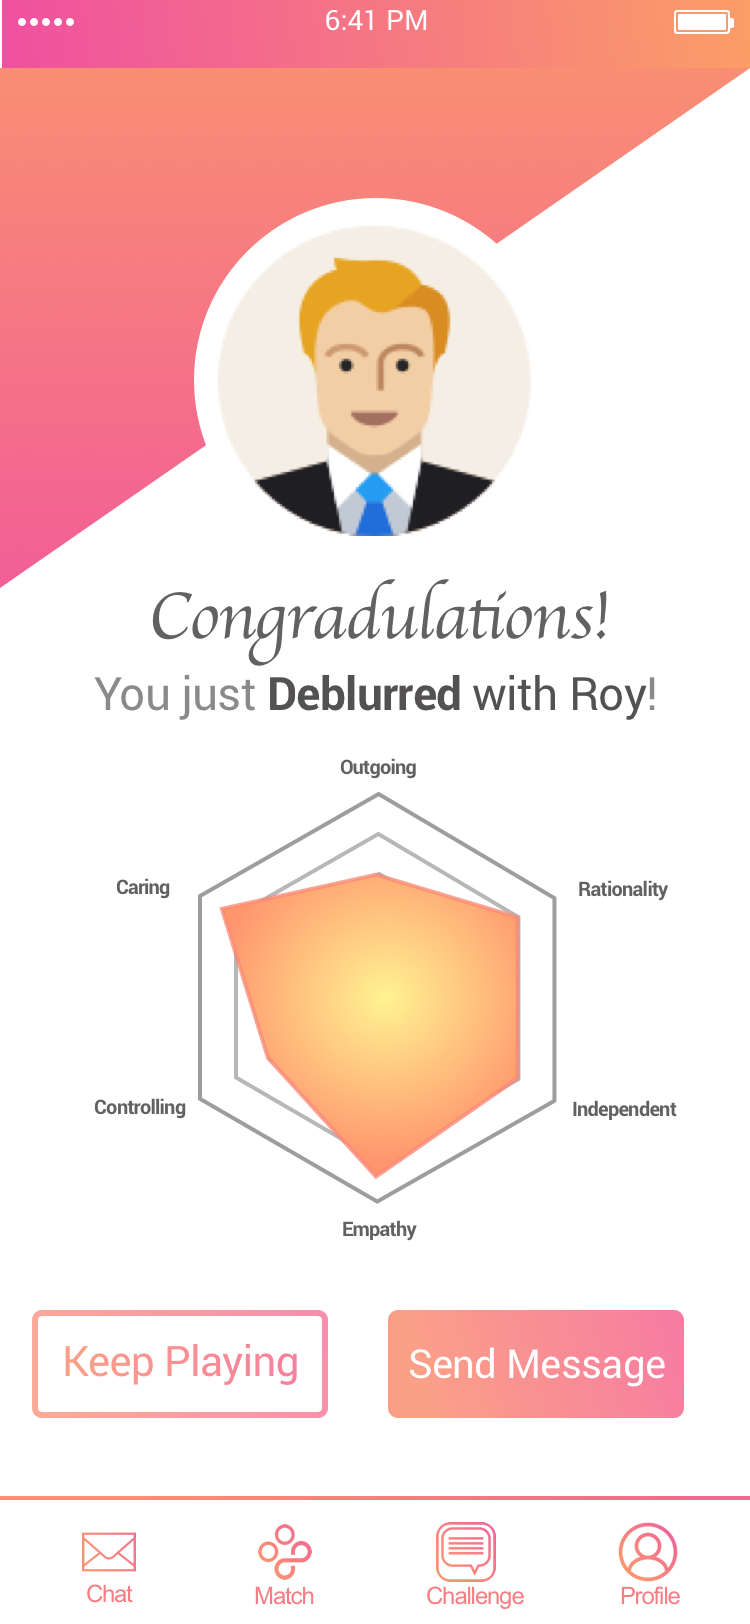 6:41 PM
Congradulations!
You just Deblurred with Roy!
Outgoing
Caring
Rationality
Controlling
Independent
Empathy
Keep Playing
Send Message
Chat
Match
Challenge
Profile